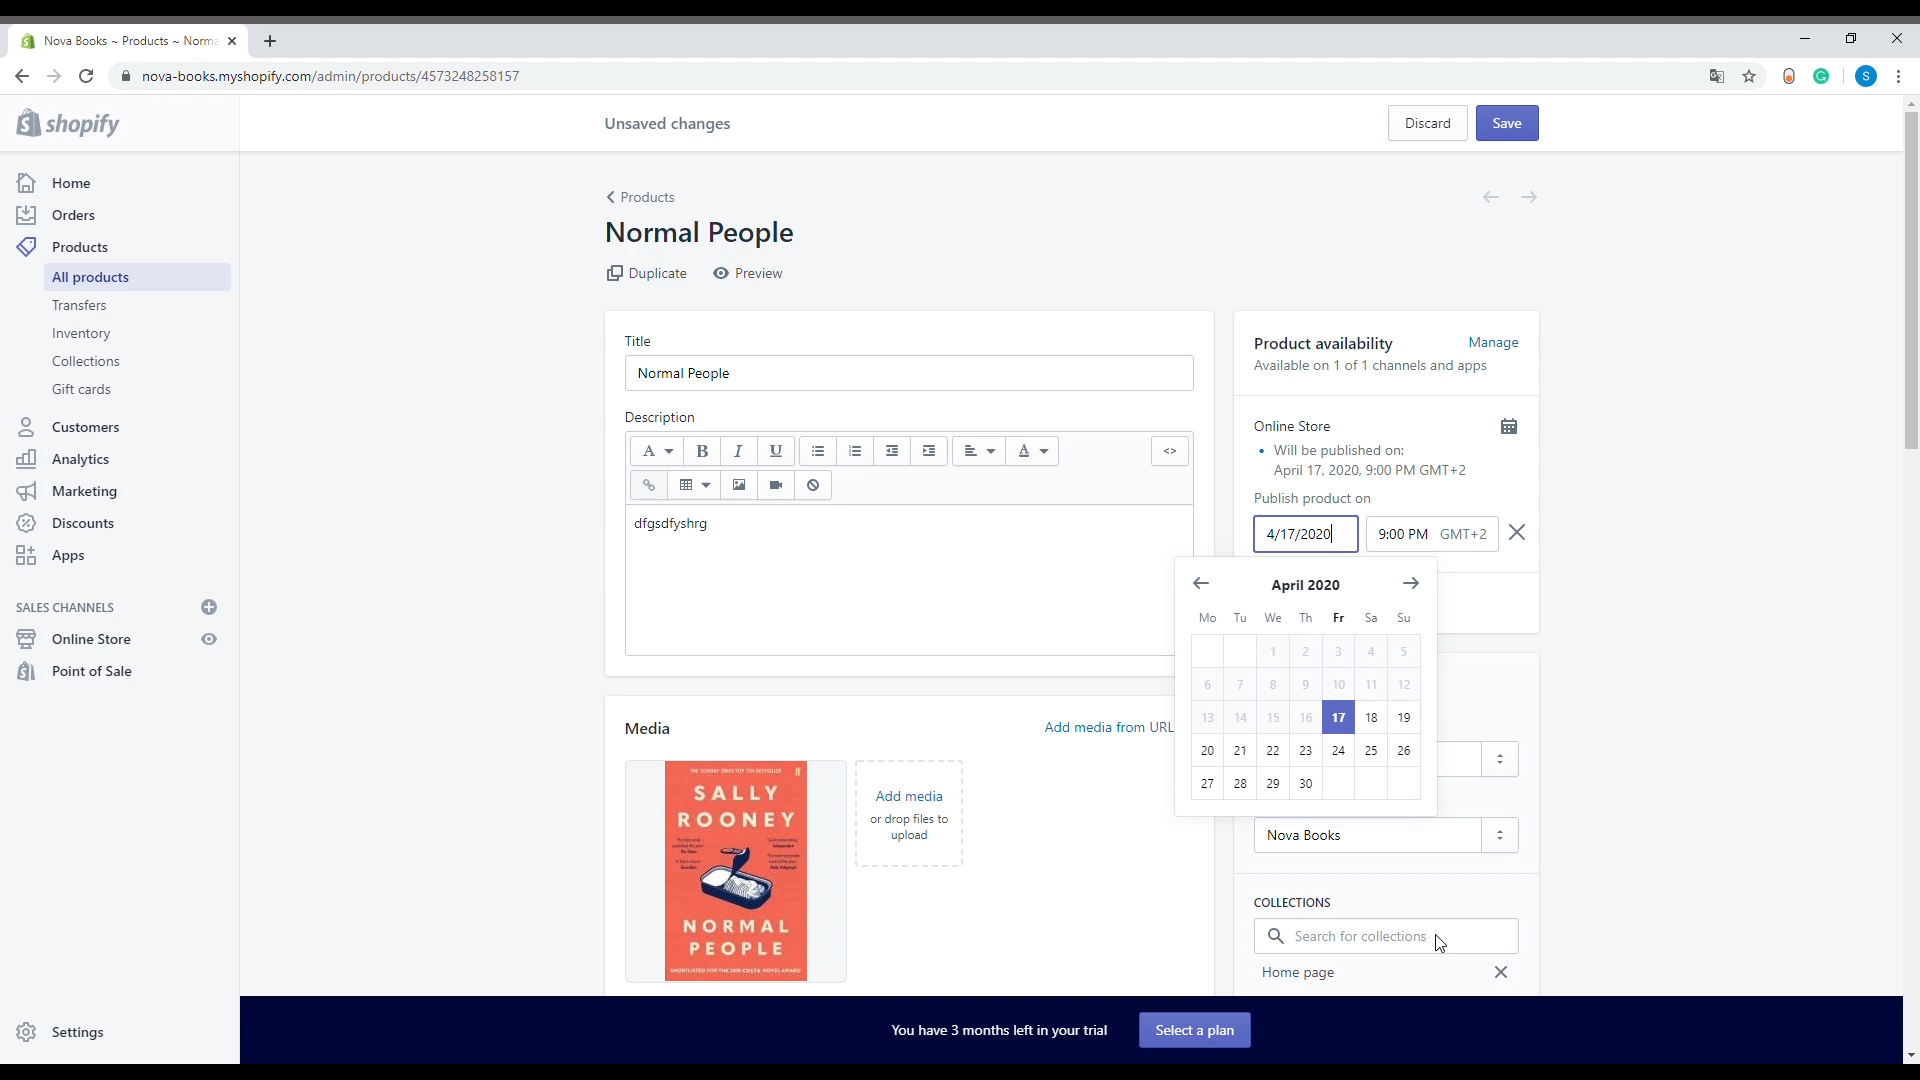 Nova Books ~ Products ~ Norma
nova-books.myshopify.com/admin/products/4573248258157
S
shopify
Unsaved changes
Discard
Save
Home
Orders
Products
All products
Transfers
Inventory
Collections
Gift cards
Customers
Analytics
Marketing
Discounts
Apps
SALES CHANNELS
Online Store
Point of Sale
Settings
Products
Normal People
Duplicate
Preview
Title
Normal People
Description
A B I U A <>
dfgsdfyshrg
Media
Add media from URL
SALLY
ROONEY
NORMAL
PEOPLE
Add media
or drop files to
upload
Product availability
Manage
Available on 1 of 1 channels and apps
Online Store
• Will be published on:
April 17, 2020, 9:00 PM GMT+2
Publish product on
4/17/2020
9:00 PM GMT+2
April 2020
Mo Tu We Th Fr Sa Su
1 2 3 4 5
6 7 8 9 10 11 12
13 14 15 16 17 18 19
20 21 22 23 24 25 26
27 28 29 30
Nova Books
COLLECTIONS
Search for collections
Home page
You have 3 months left in your trial
Select a plan